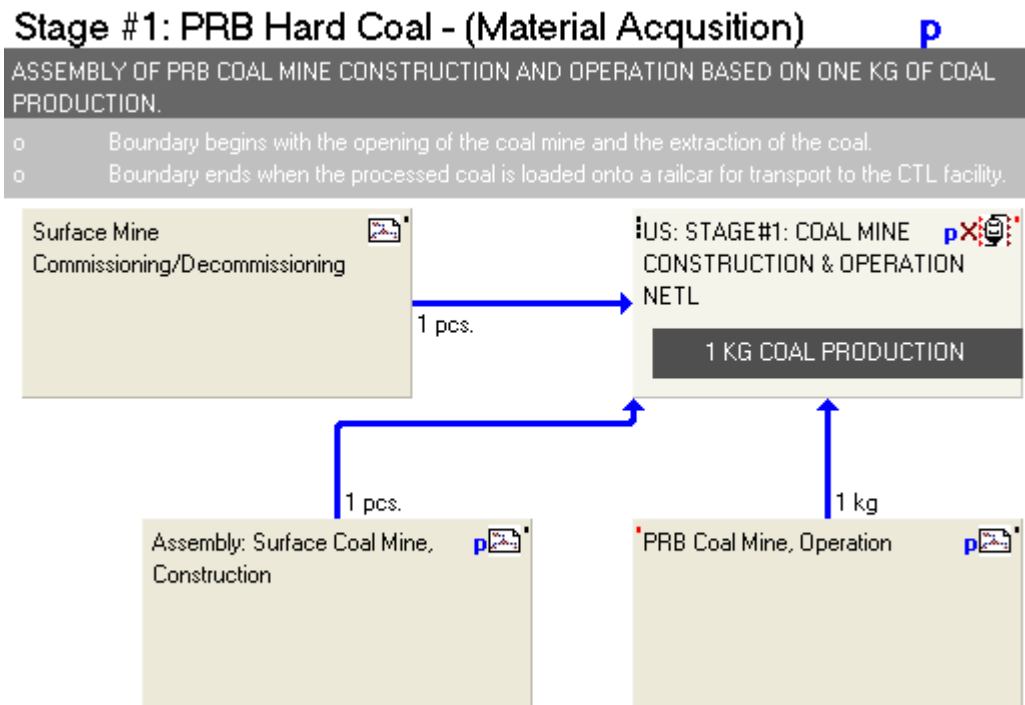 Stage #1: PRB Hard Coal - (Material Acqusition) p
ASSEMBLY OF PRB COAL MINE CONSTRUCTION AND OPERATION BASED ON ONE KG OF COAL
PRODUCTION.
o Boundary begins with the opening of the coal mine and the extraction of the coal.
o Boundary ends when the processed coal is loaded onto a railcar for transport to the CTL facility.
Surface Mine
Commissioning/Decommissioning
1 pcs.
US: STAGE#1: COAL MINE pX
CONSTRUCTION & OPERATION
NETL
1 KG COAL PRODUCTION
1 pcs.
1 kg
Assembly: Surface Coal Mine, p
Construction
PRB Coal Mine, Operation p